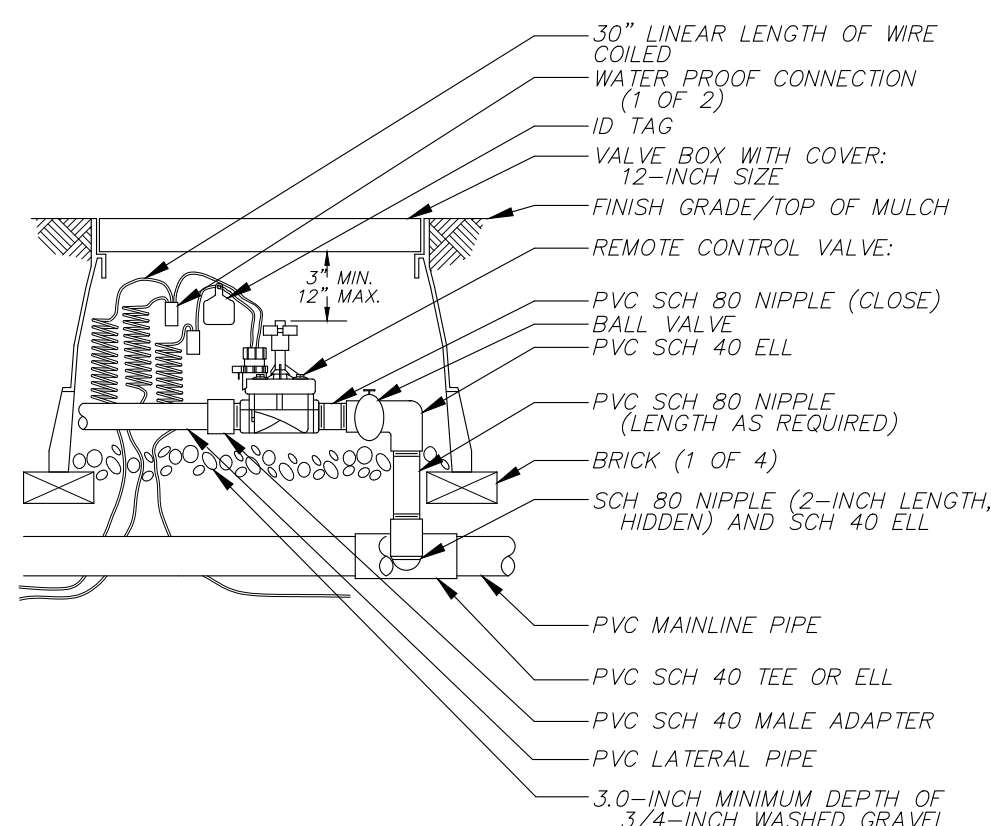 30” LINEAR LENGTH OF WIRE
COILED
WATER PROOF CONNECTION
(1 OF 2)
ID TAG
VALVE BOX WITH COVER:
12-INCH SIZE
FINISH GRADE/TOP OF MULCH
REMOTE CONTROL VALVE:
3” MIN.
12” MAX.
PVC SCH 80 NIPPLE (CLOSE)
BALL VALVE
PVC SCH 40 ELL
PVC SCH 80 NIPPLE
(LENGTH AS REQUIRED)
BRICK (1 OF 4)
SCH 80 NIPPLE (2-INCH LENGTH,
HIDDEN) AND SCH 40 ELL
PVC MAINLINE PIPE
PVC SCH 40 TEE OR ELL
PVC SCH 40 MALE ADAPTER
PVC LATERAL PIPE
3.0-INCH MINIMUM DEPTH OF
3/4-INCH WASHED GRAVEL